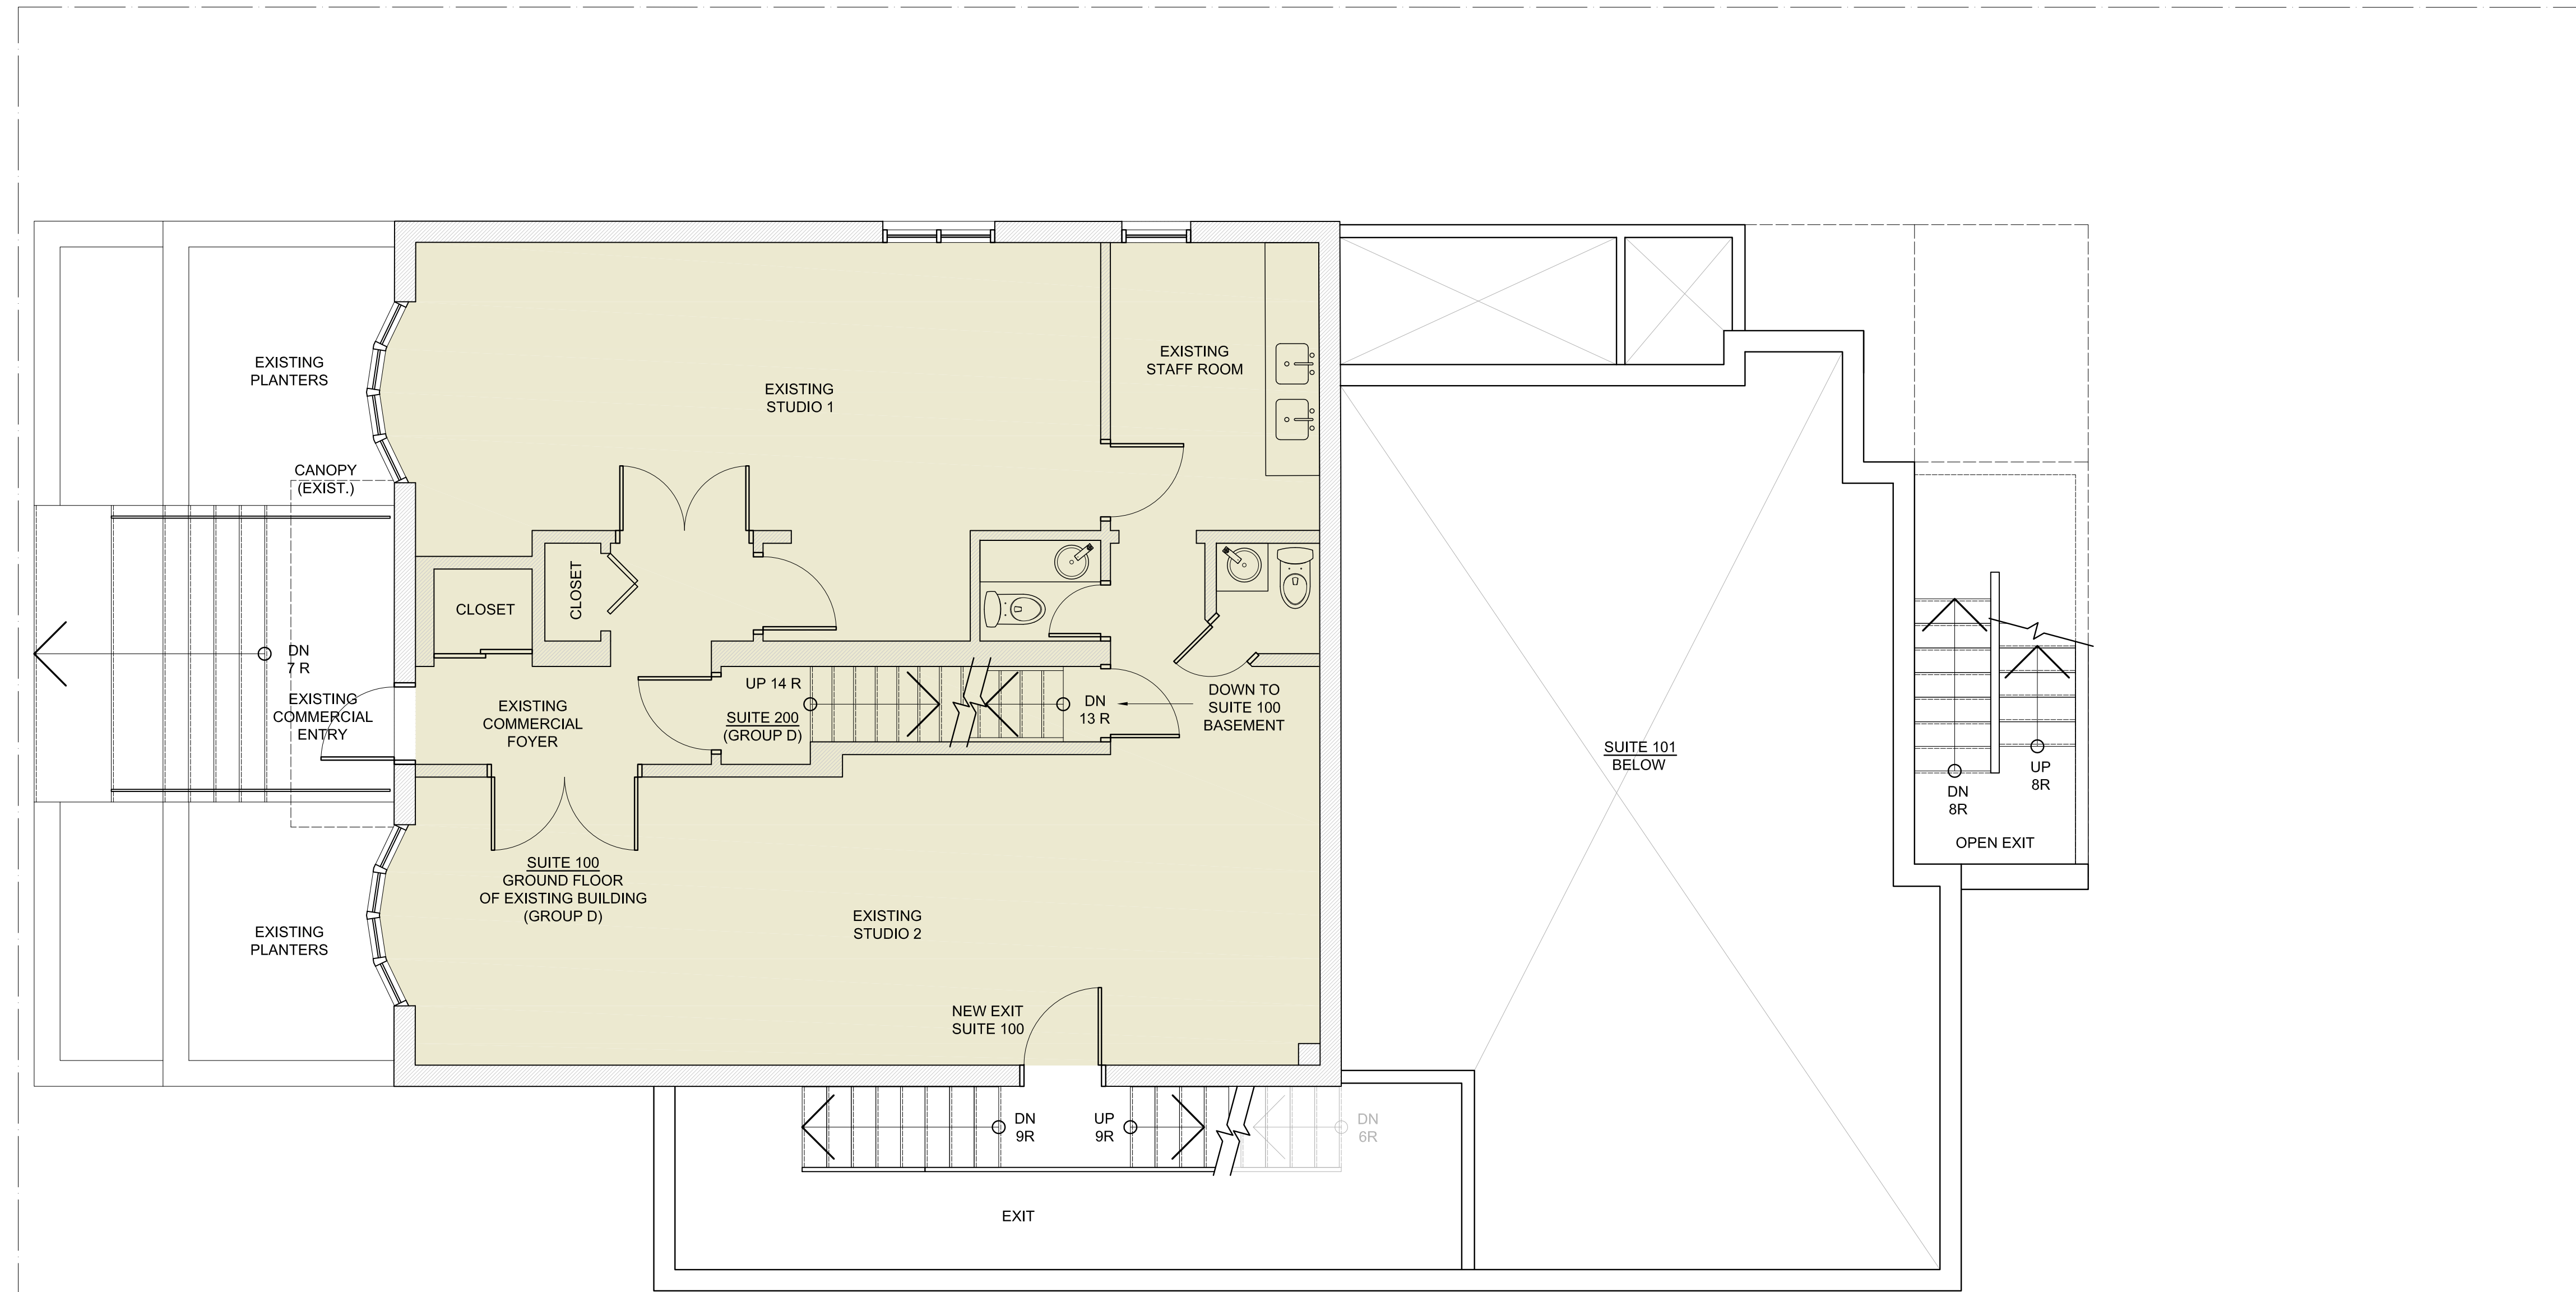 EXISTING
PLANTERS
EXISTING
STUDIO 1
EXISTING
STAFF ROOM
CANOPY
(EXIST.)
CLOSET
CLOSET
DN
7 R
EXISTING
COMMERCIAL
ENTRY
EXISTING
COMMERCIAL
FOYER
UP 14 R
SUITE 200
(GROUP D)
DN
13 R
DOWN TO
SUITE 100
BASEMENT
SUITE 101
BELOW
DN
8R
UP
8R
OPEN EXIT
SUITE 100
GROUND FLOOR
OF EXISTING BUILDING
(GROUP D)
EXISTING
PLANTERS
EXISTING
STUDIO 2
NEW EXIT
SUITE 100
DN
9R
UP
9R
DN
6R
EXIT